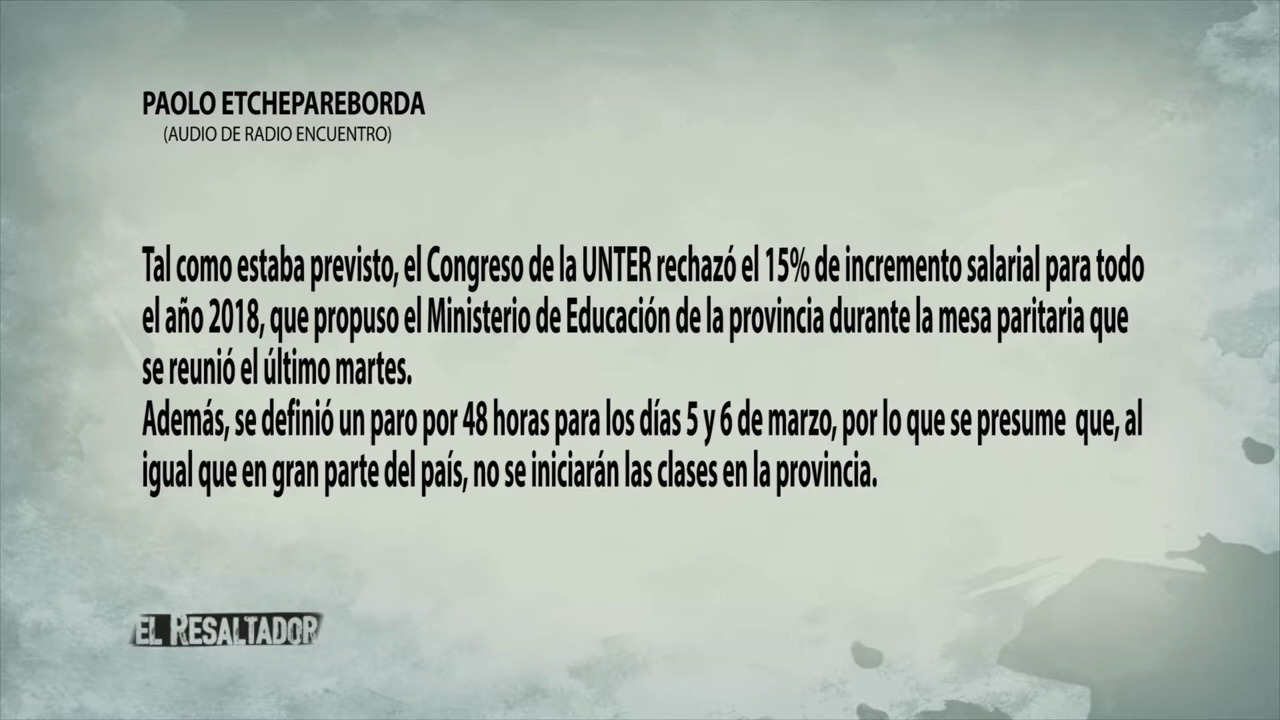 PAOLO ETCHEPAREBORDA
(AUDIO DE RADIO ENCUENTRO)
Tal como estaba previsto, el Congreso de la UNTER rechazó el 15% de incremento salarial para todo
el año 2018, que propuso el Ministerio de Educación de la provincia durante la mesa paritaria que
se reunió el último martes.
Además, se definió un paro por 48 horas para los días 5 y 6 de marzo, por lo que se presume que, al
igual que en gran parte del país, no se iniciarán las clases en la provincia.
EL RESALTADOR